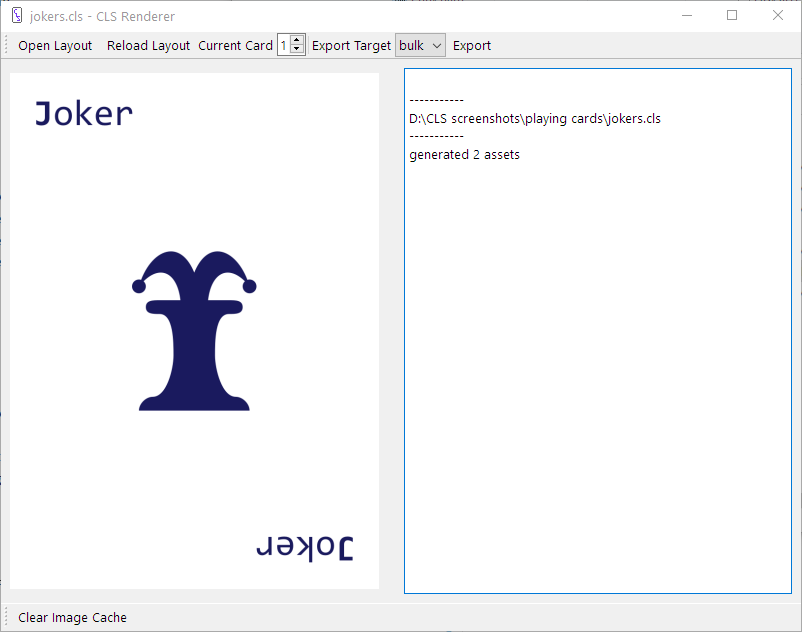 jokers.cls - CLS Renderer
Open Layout Reload Layout Current Card 1 Export Target bulk Export
Joker
-----------
D:\CLS screenshots\playing cards\jokers.cls
-----------
generated 2 assets
Joker
Clear Image Cache